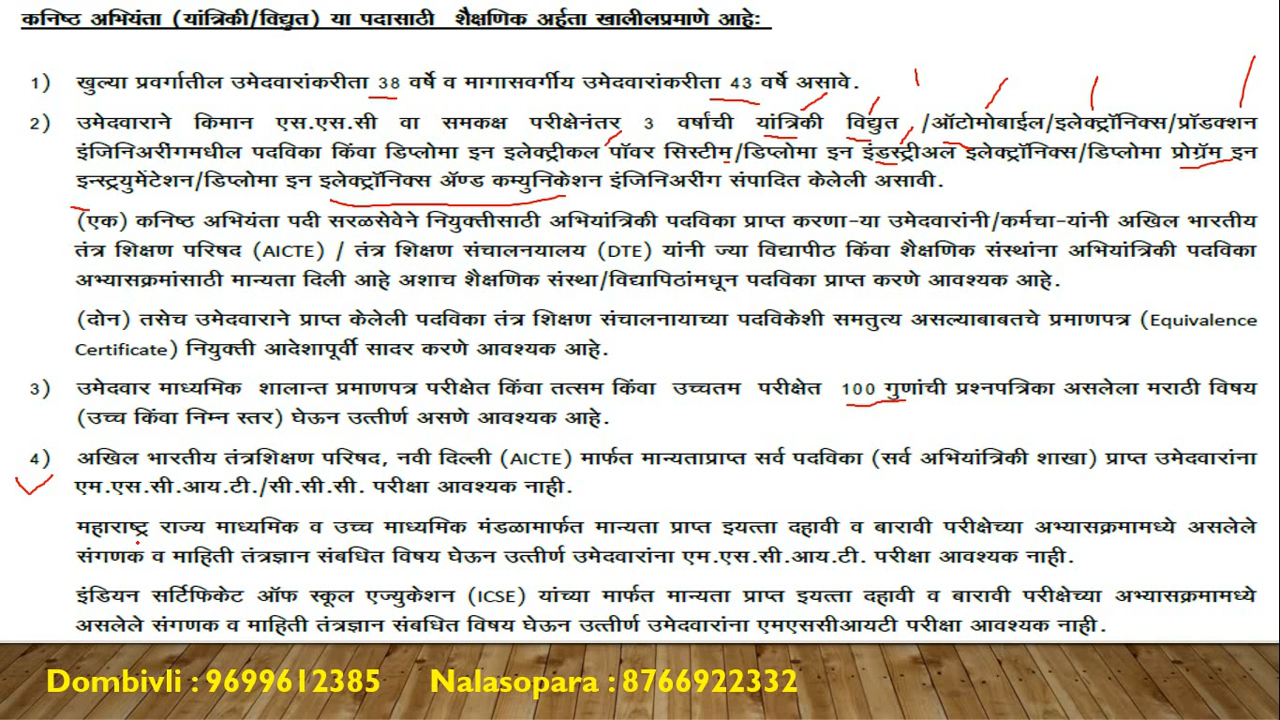 कनिष्ठ अभियंता (यांत्रिकी/विद्युत) या पदासाठी शैक्षणिक अर्हता खालीलप्रमाणे आहेः
1) खुल्या प्रवर्गातील उमेदवारांकरीता 38 वर्षे व मागासवर्गीय उमेदवारांकरीता 43 वर्षे असावे.
2) उमेदवाराने किमान एस.एस.सी वा समकक्ष परीक्षेनंतर 3 वर्षांची यांत्रिकी विद्युत /ऑटोमोबाईल/इलेक्ट्रॉनिक्स/प्रॉडक्शन
इंजिनिअरींगमधील पदविका किंवा डिप्लोमा इन इलेक्ट्रीकल पॉवर सिस्टीम/डिप्लोमा इन इंडस्ट्रीअल इलेक्ट्रॉनिक्स/डिप्लोमा प्रोग्रॅम इन
इन्स्ट्रयुमेंटेशन/डिप्लोमा इन इलेक्ट्रॉनिक्स ॲण्ड कम्युनिकेशन इंजिनिअरींग संपादित केलेली असावी.
(एक) कनिष्ठ अभियंता पदी सरळसेवेने नियुक्तीसाठी अभियांत्रिकी पदविका प्राप्त करणा-या उमेदवारांनी/कर्मचा-यांनी अखिल भारतीय
तंत्र शिक्षण परिषद (AICTE) / तंत्र शिक्षण संचालनयालय (DTE) यांनी ज्या विद्यापीठ किंवा शैक्षणिक संस्थांना अभियांत्रिकी पदविका
अभ्यासक्रमांसाठी मान्यता दिली आहे अशाच शैक्षणिक संस्था/विद्यापिठांमधून पदविका प्राप्त करणे आवश्यक आहे.
(दोन) तसेच उमेदवाराने प्राप्त केलेली पदविका तंत्र शिक्षण संचालनायाच्या पदविकेशी समतुत्य असल्याबाबतचे प्रमाणपत्र (Equivalence
Certificate) नियुक्ती आदेशापूर्वी सादर करणे आवश्यक आहे.
3) उमेदवार माध्यमिक शालान्त प्रमाणपत्र परीक्षेत किंवा तत्सम किंवा उच्चतम परीक्षेत 100 गुणांची प्रश्नपत्रिका असलेला मराठी विषय
(उच्च किंवा निम्न स्तर) घेऊन उत्तीर्ण असणे आवश्यक आहे.
4) अखिल भारतीय तंत्रशिक्षण परिषद, नवी दिल्ली (AICTE) मार्फत मान्यताप्राप्त सर्व पदविका (सर्व अभियांत्रिकी शाखा) प्राप्त उमेदवारांना
एम.एस.सी.आय.टी./सी.सी.सी. परीक्षा आवश्यक नाही.
महाराष्ट्र राज्य माध्यमिक व उच्च माध्यमिक मंडळामार्फत मान्यता प्राप्त इयत्ता दहावी व बारावी परीक्षेच्या अभ्यासक्रमामध्ये असलेले
संगणक व माहिती तंत्रज्ञान संबधित विषय घेऊन उत्तीर्ण उमेदवारांना एम.एस.सी.आय.टी. परीक्षा आवश्यक नाही.
इंडियन सर्टिफिकेट ऑफ स्कूल एज्युकेशन (ICSE) यांच्या मार्फत मान्यता प्राप्त इयत्ता दहावी व बारावी परीक्षेच्या अभ्यासक्रमामध्ये
असलेले संगणक व माहिती तंत्रज्ञान संबधित विषय घेऊन उत्तीर्ण उमेदवारांना एमएससीआयटी परीक्षा आवश्यक नाही.
Dombivli : 9699612385 Nalasopara : 8766922332